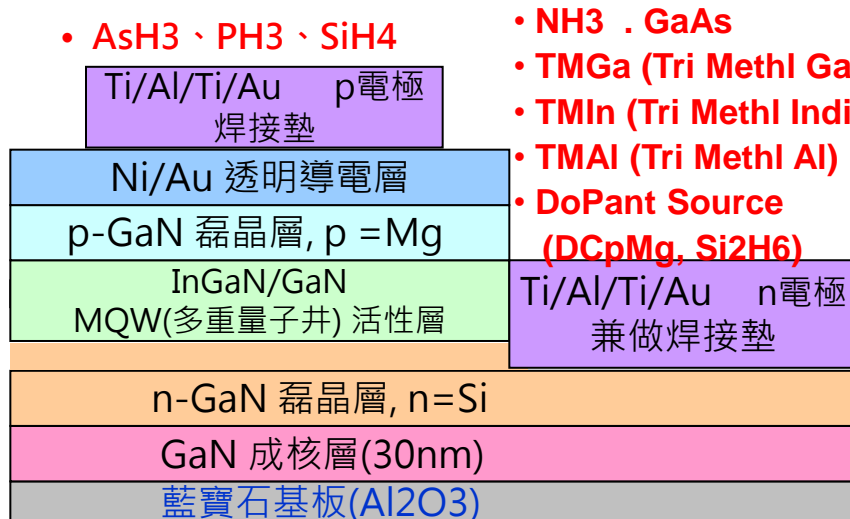 • AsH3、PH3、SiH4
• NH3 . GaAs
• TMGa (Tri Methl Ga
• TMIn (Tri Methl Indi
• TMAl (Tri Methl Al)
• DoPant Source
(DCpMg, Si2H6)
Ti/Al/Ti/Au p電極
焊接墊
Ni/Au 透明導電層
p-GaN 磊晶層, p =Mg
InGaN/GaN
MQW(多重量子井) 活性層
Ti/Al/Ti/Au n電極
兼做焊接墊
n-GaN 磊晶層, n=Si
GaN 成核層(30nm)
藍寶石基板(Al2O3)